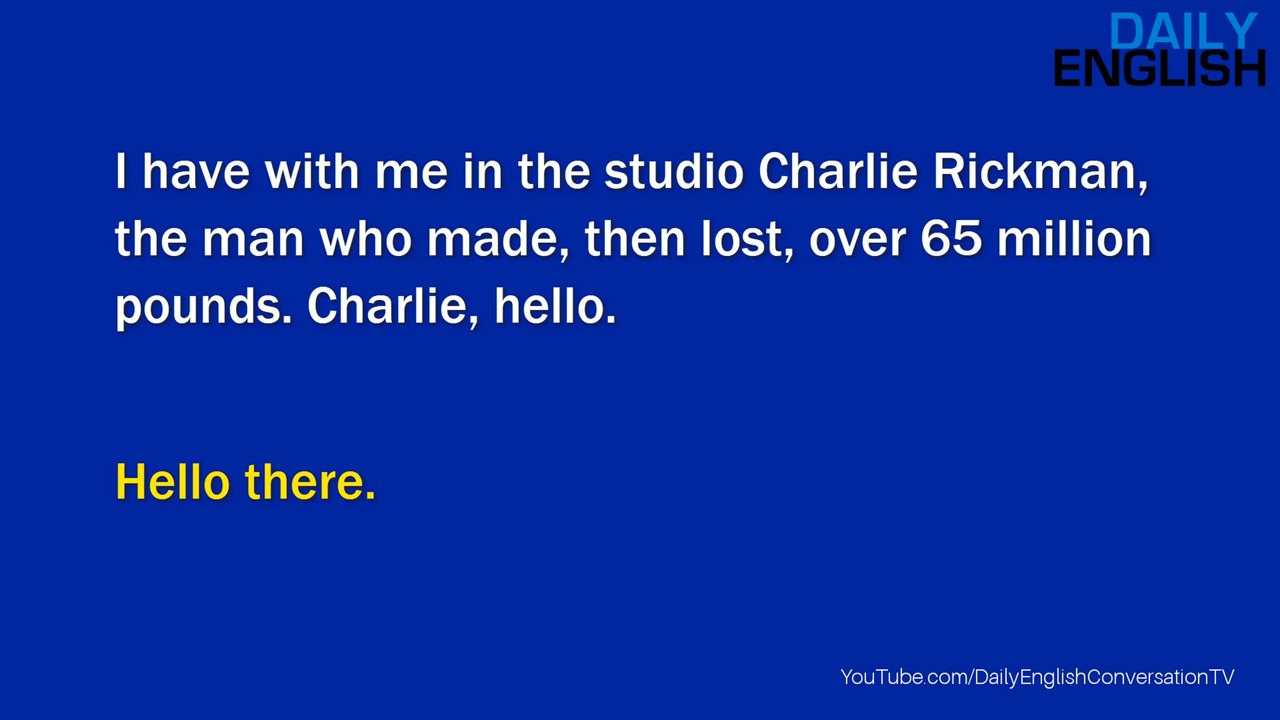 DAILY
ENGLISH
I have with me in the studio Charlie Rickman,
the man who made, then lost, over 65 million
pounds. Charlie, hello.
Hello there.
YouTube.com/DailyEnglishConversationTV